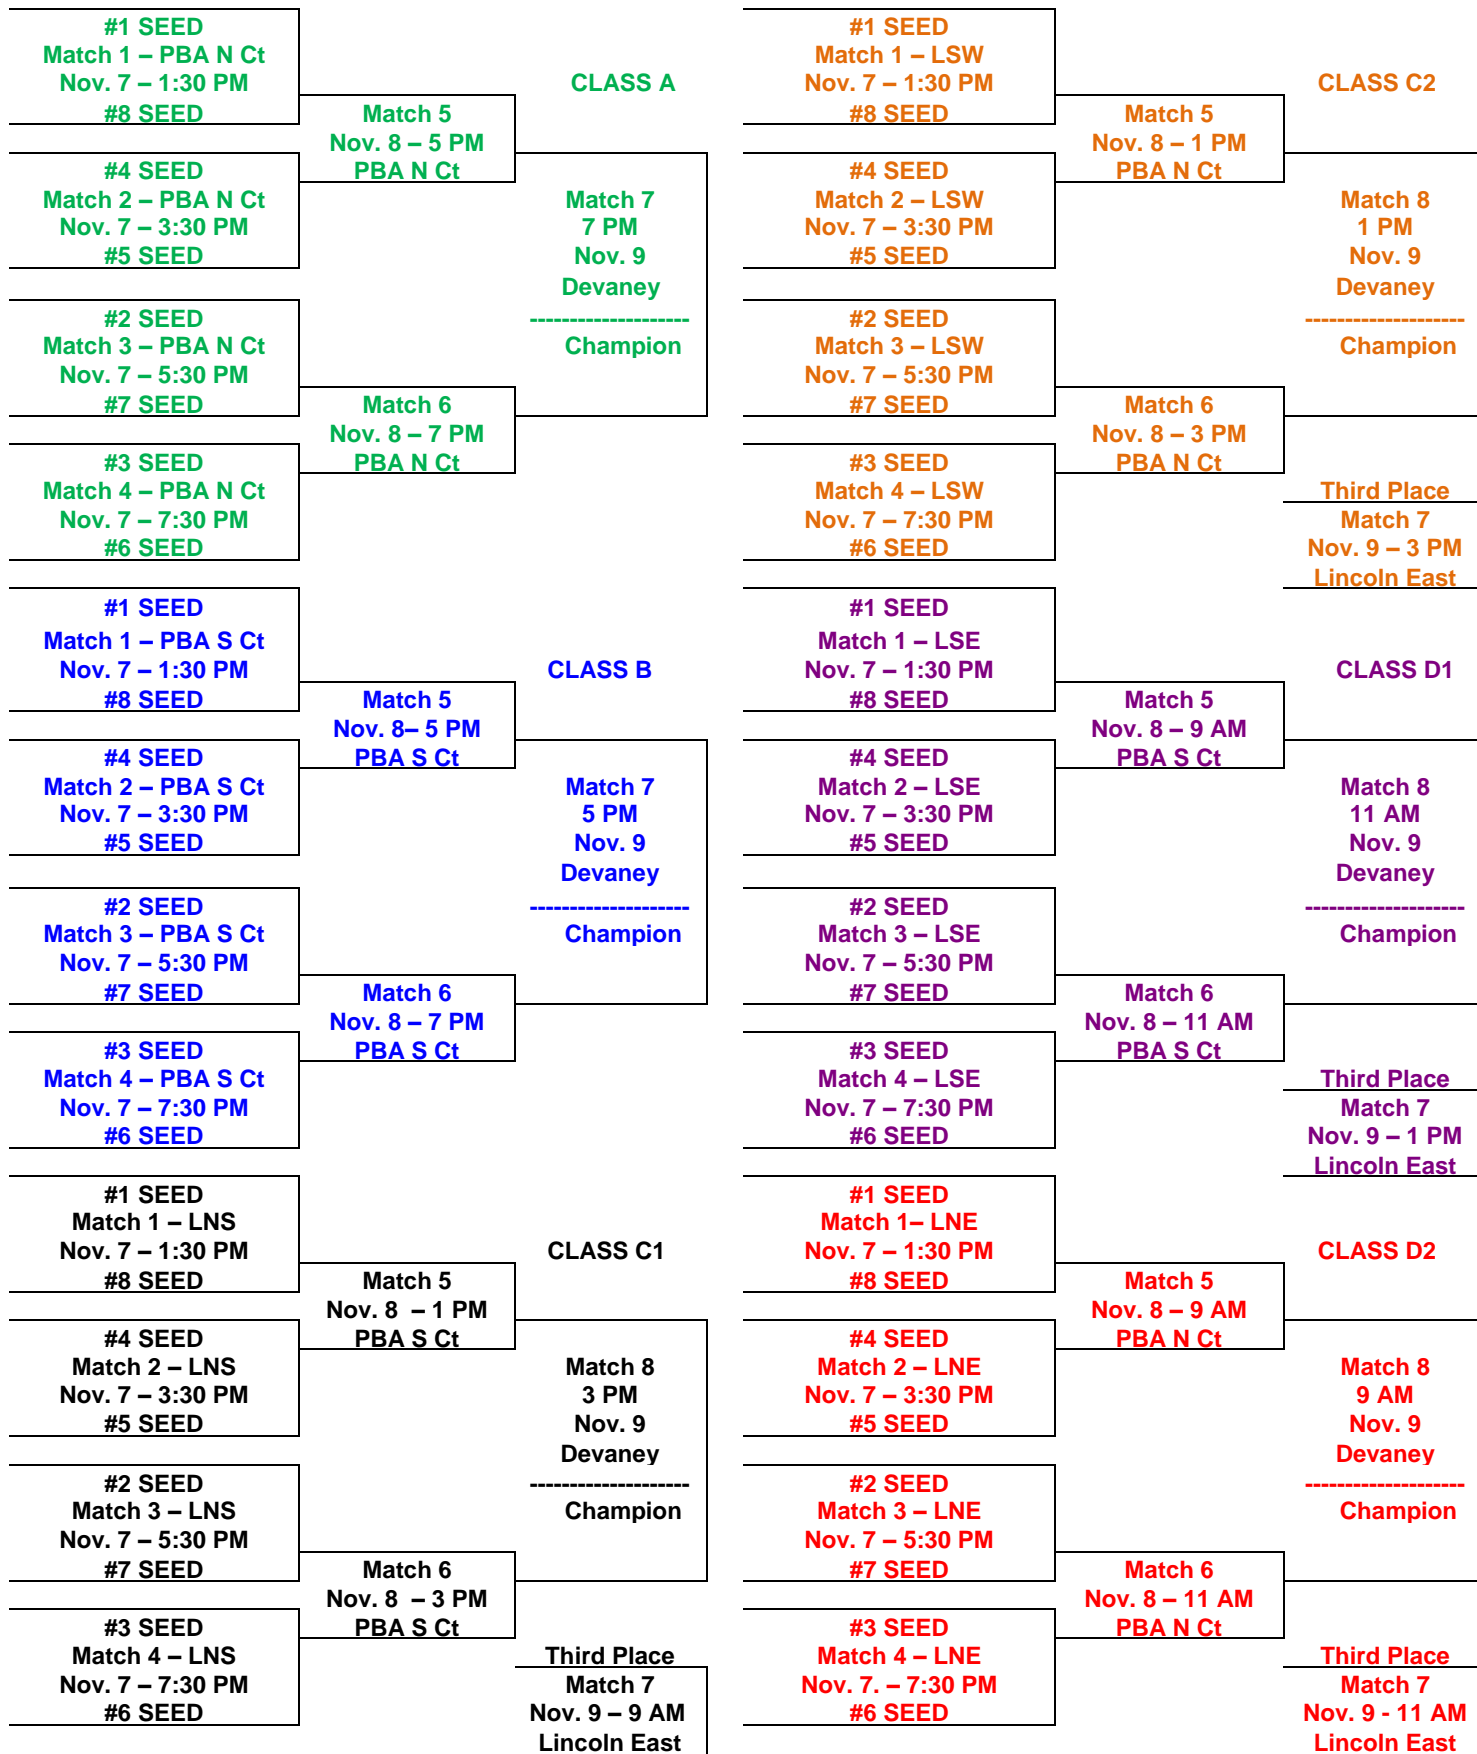 #1 SEED
Match 1 – PBA N Ct
Nov. 7 – 1:30 PM
#8 SEED
#4 SEED
Match 2 – PBA N Ct
Nov. 7 – 3:30 PM
#5 SEED
#2 SEED
Match 3 – PBA N Ct
Nov. 7 – 5:30 PM
#7 SEED
#3 SEED
Match 4 – PBA N Ct
Nov. 7 – 7:30 PM
#6 SEED
Match 5
Nov. 8 – 5 PM
PBA N Ct
Match 6
Nov. 8 – 7 PM
PBA N Ct
CLASS A
Match 7
7 PM
Nov. 9
Devaney
--------------------
Champion
#1 SEED
Match 1 – PBA S Ct
Nov. 7 – 1:30 PM
#8 SEED
#4 SEED
Match 2 – PBA S Ct
Nov. 7 – 3:30 PM
#5 SEED
#2 SEED
Match 3 – PBA S Ct
Nov. 7 – 5:30 PM
#7 SEED
#3 SEED
Match 4 – PBA S Ct
Nov. 7 – 7:30 PM
#6 SEED
Match 5
Nov. 8– 5 PM
PBA S Ct
Match 6
Nov. 8 – 7 PM
PBA S Ct
CLASS B
Match 7
5 PM
Nov. 9
Devaney
--------------------
Champion
#1 SEED
Match 1 – LNS
Nov. 7 – 1:30 PM
#8 SEED
#4 SEED
Match 2 – LNS
Nov. 7 – 3:30 PM
#5 SEED
#2 SEED
Match 3 – LNS
Nov. 7 – 5:30 PM
#7 SEED
#3 SEED
Match 4 – LNS
Nov. 7 – 7:30 PM
#6 SEED
Match 5
Nov. 8 – 1 PM
PBA S Ct
Match 6
Nov. 8 – 3 PM
PBA S Ct
CLASS C1
Match 8
3 PM
Nov. 9
Devaney
--------------------
Champion
Third Place
Match 7
Nov. 9 – 9 AM
Lincoln East
#1 SEED
Match 1 – LSW
Nov. 7 – 1:30 PM
#8 SEED
#4 SEED
Match 2 – LSW
Nov. 7 – 3:30 PM
#5 SEED
#2 SEED
Match 3 – LSW
Nov. 7 – 5:30 PM
#7 SEED
#3 SEED
Match 4 – LSW
Nov. 7 – 7:30 PM
#6 SEED
Match 5
Nov. 8 – 1 PM
PBA N Ct
Match 6
Nov. 8 – 3 PM
PBA N Ct
CLASS C2
Match 8
1 PM
Nov. 9
Devaney
--------------------
Champion
Third Place
Match 7
Nov. 9 – 3 PM
Lincoln East
#1 SEED
Match 1 – LSE
Nov. 7 – 1:30 PM
#8 SEED
#4 SEED
Match 2 – LSE
Nov. 7 – 3:30 PM
#5 SEED
#2 SEED
Match 3 – LSE
Nov. 7 – 5:30 PM
#7 SEED
#3 SEED
Match 4 – LSE
Nov. 7 – 7:30 PM
#6 SEED
Match 5
Nov. 8 – 9 AM
PBA S Ct
Match 6
Nov. 8 – 11 AM
PBA S Ct
CLASS D1
Match 8
11 AM
Nov. 9
Devaney
--------------------
Champion
Third Place
Match 7
Nov. 9 – 1 PM
Lincoln East
#1 SEED
Match 1– LNE
Nov. 7 – 1:30 PM
#8 SEED
#4 SEED
Match 2 – LNE
Nov. 7 – 3:30 PM
#5 SEED
#2 SEED
Match 3 – LNE
Nov. 7 – 5:30 PM
#7 SEED
#3 SEED
Match 4 – LNE
Nov. 7. – 7:30 PM
#6 SEED
Match 5
Nov. 8 – 9 AM
PBA N Ct
Match 6
Nov. 8 – 11 AM
PBA N Ct
CLASS D2
Match 8
9 AM
Nov. 9
Devaney
--------------------
Champion
Third Place
Match 7
Nov. 9 - 11 AM
Lincoln East